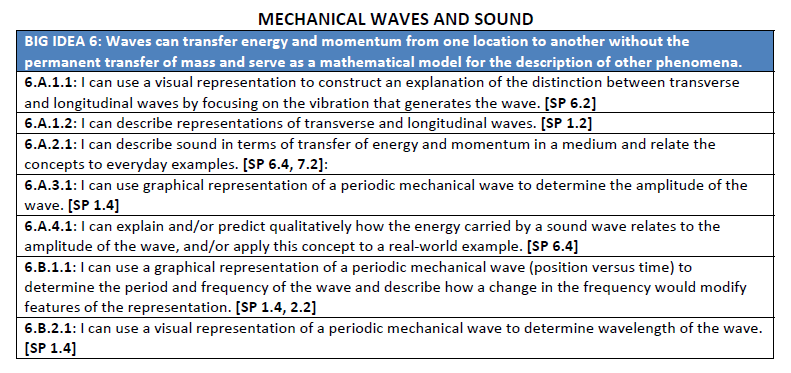 MECHANICAL WAVES AND SOUND
BIG IDEA 6: Waves can transfer energy and momentum from one location to another without the
permanent transfer of mass and serve as a mathematical model for the description of other phenomena.
6.A.1.1: I can use a visual representation to construct an explanation of the distinction between transverse
and longitudinal waves by focusing on the vibration that generates the wave. [SP 6.2]
6.A.1.2: I can describe representations of transverse and longitudinal waves. [SP 1.2]
6.A.2.1: I can describe sound in terms of transfer of energy and momentum in a medium and relate the
concepts to everyday examples. [SP 6.4, 7.2]:
6.A.3.1: I can use graphical representation of a periodic mechanical wave to determine the amplitude of the
wave. [SP 1.4]
6.A.4.1: I can explain and/or predict qualitatively how the energy carried by a sound wave relates to the
amplitude of the wave, and/or apply this concept to a real-world example. [SP 6.4]
6.B.1.1: I can use a graphical representation of a periodic mechanical wave (position versus time) to
determine the period and frequency of the wave and describe how a change in the frequency would modify
features of the representation. [SP 1.4, 2.2]
6.B.2.1: I can use a visual representation of a periodic mechanical wave to determine wavelength of the wave.
[SP 1.4]